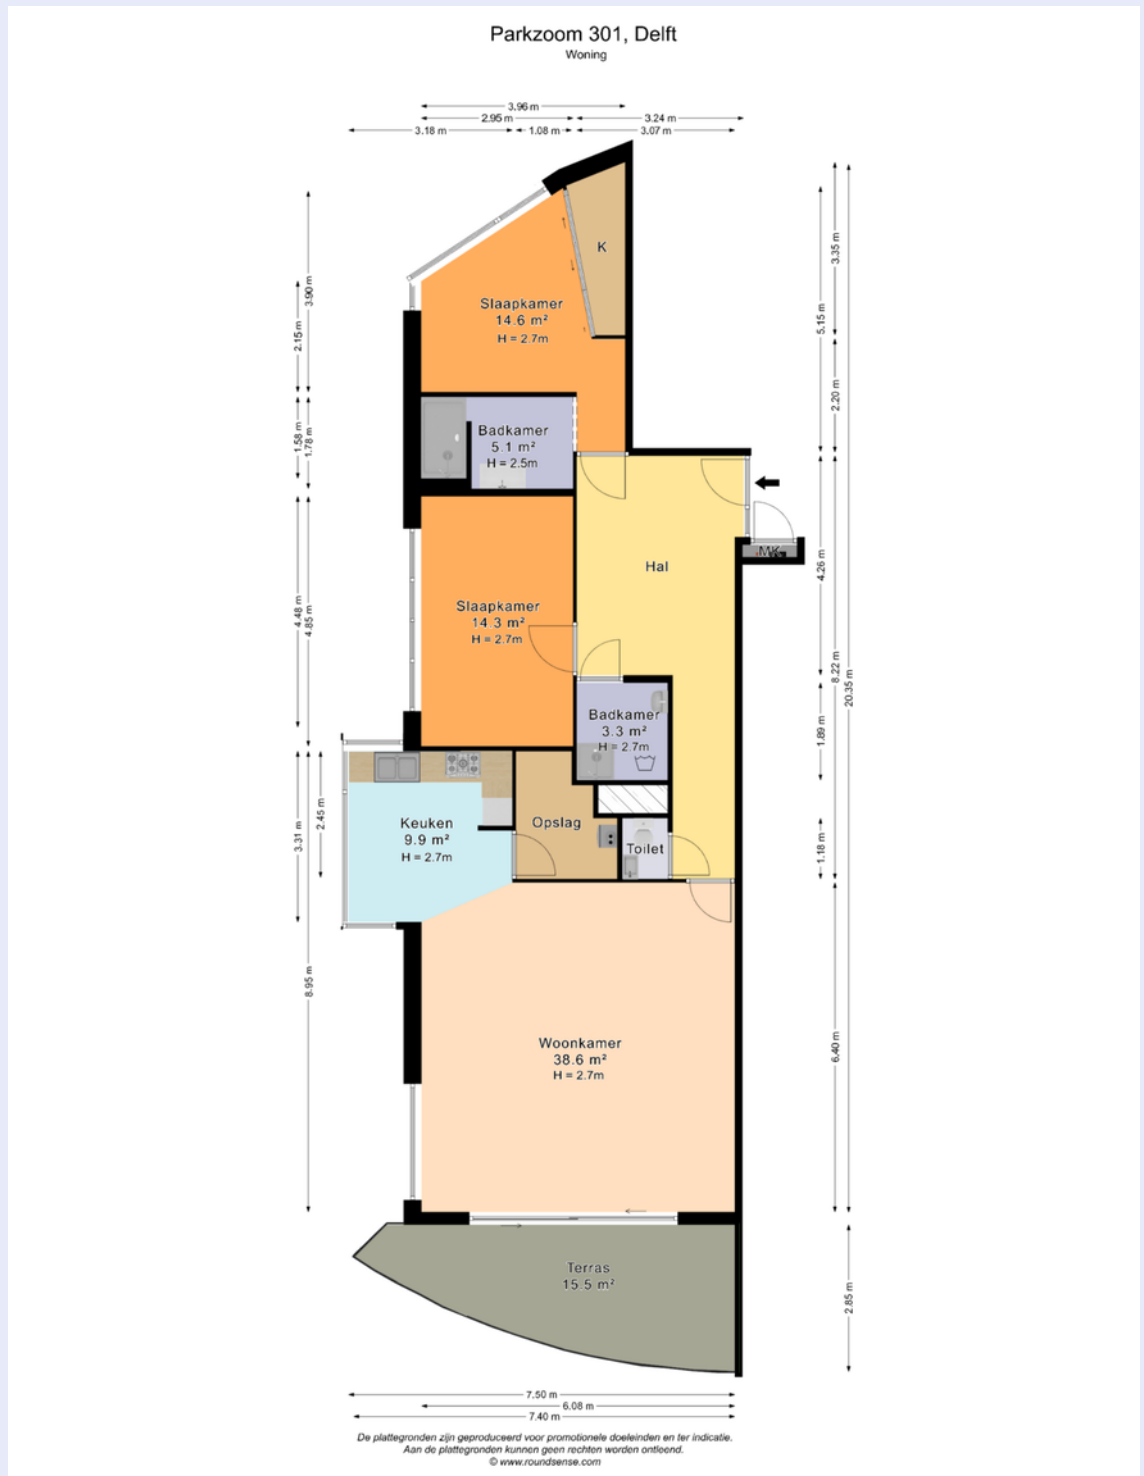 Parkzoom 301, Delft
Woning
3.96 m
2.95 m
3.24 m
3.18 m
1.08 m
3.07 m
K
Slaapkamer
14.6 m²
H = 2.7m
3.90 m
2.15 m
3.35 m
5.15 m
2.20 m
Badkamer
5.1 m²
H = 2.5m
1.58 m
1.78 m
MK
Hal
4.26 m
Slaapkamer
14.3 m²
H = 2.7m
4.48 m
4.85 m
8.22 m
20.35 m
Badkamer
3.3 m²
H = 2.7m
1.89 m
Keuken
9.9 m²
H = 2.7m
Opslag
Toilet
2.45 m
3.31 m
1.18 m
8.95 m
Woonkamer
38.6 m²
H = 2.7m
6.40 m
Terras
15.5 m²
2.85 m
7.50 m
6.08 m
7.40 m
De plattegronden zijn geproduceerd voor promotionele doeleinden en ter indicatie.
Aan de plattegronden kunnen geen rechten worden ontleend.
© www.roundsense.com